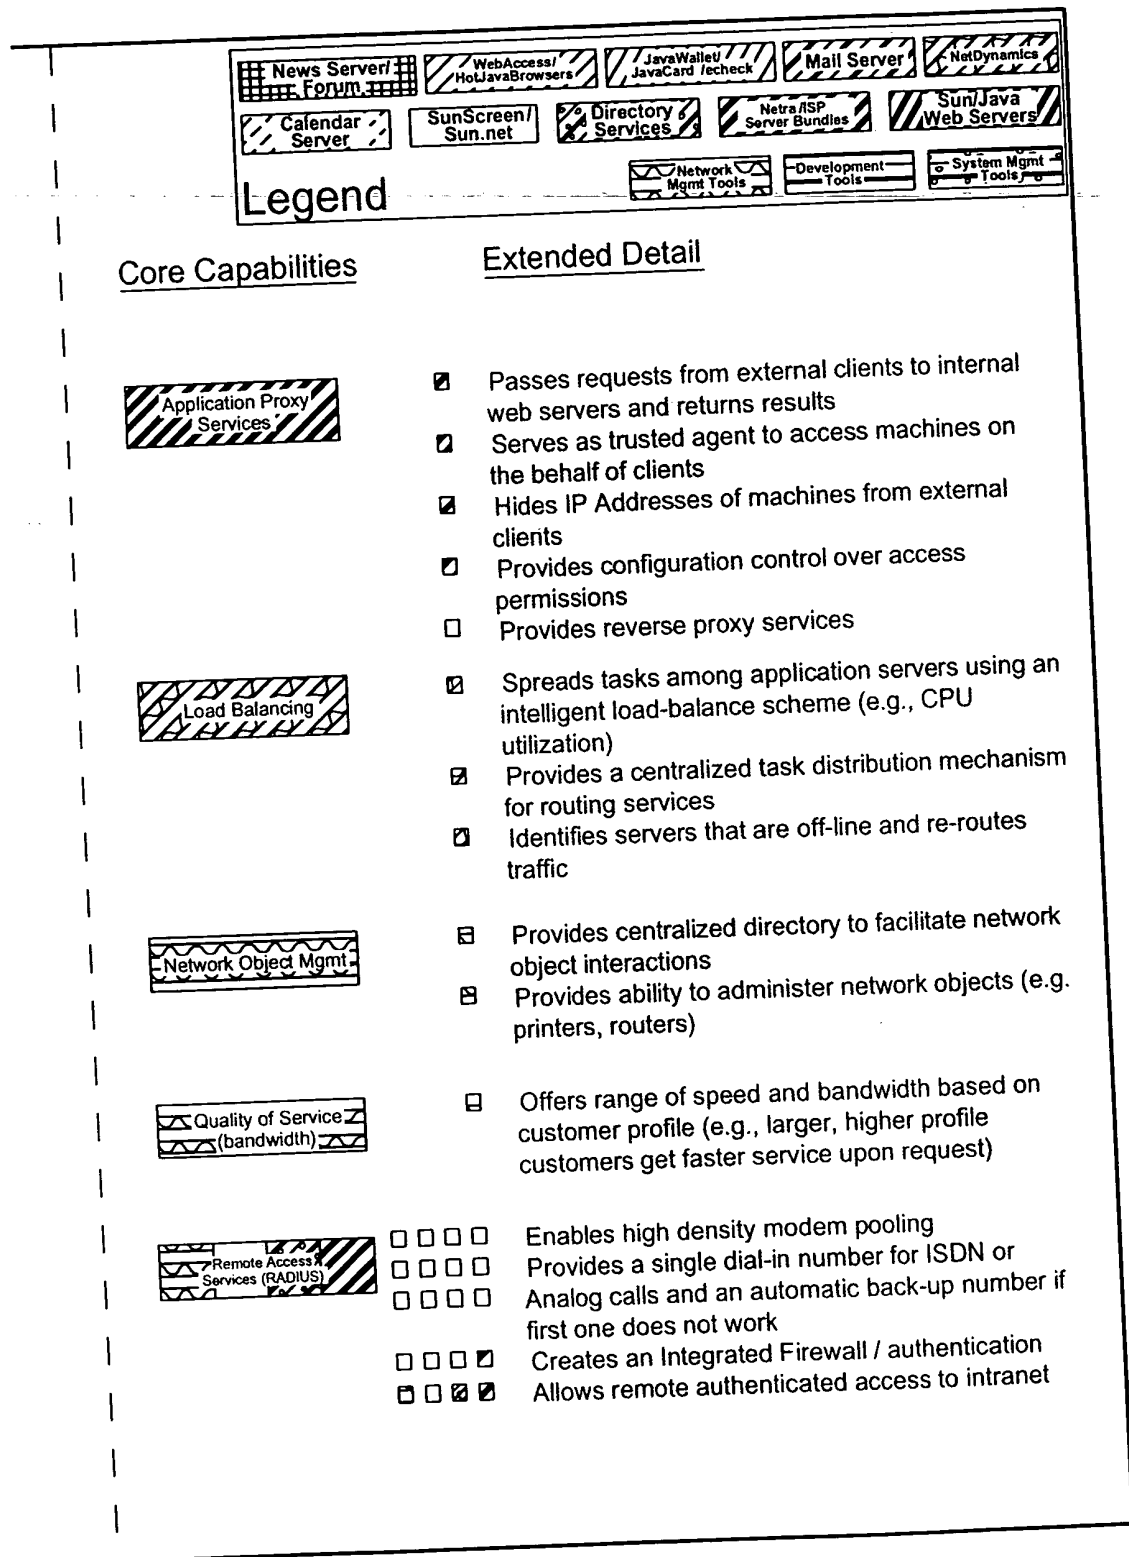 News Server/
Forum
WebAccess/
HotJavaBrowsers
JavaWallet/
JavaCard /echeck
Mail Server
NetDynamics
Calendar
Server
SunScreen/
Sun.net
Directory
Services
Netra /ISP
Server Bundles
Sun/Java
Web Servers
Legend
Network
Mgmt Tools
Development
Tools
System Mgmt
Tools
Core Capabilities
Extended Detail
Application Proxy
Services
Passes requests from external clients to internal
web servers and returns results
Serves as trusted agent to access machines on
the behalf of clients
Hides IP Addresses of machines from external
clients
Provides configuration control over access
permissions
Provides reverse proxy services
Load Balancing
Spreads tasks among application servers using an
intelligent load-balance scheme (e.g., CPU
utilization)
Provides a centralized task distribution mechanism
for routing services
Identifies servers that are off-line and re-routes
traffic
Network Object Mgmt
Provides centralized directory to facilitate network
object interactions
Provides ability to administer network objects (e.g.
printers, routers)
Quality of Service
(bandwidth)
Offers range of speed and bandwidth based on
customer profile (e.g., larger, higher profile
customers get faster service upon request)
Remote Access
Services (RADIUS)
Enables high density modem pooling
Provides a single dial-in number for ISDN or
Analog calls and an automatic back-up number if
first one does not work
Creates an Integrated Firewall / authentication
Allows remote authenticated access to intranet